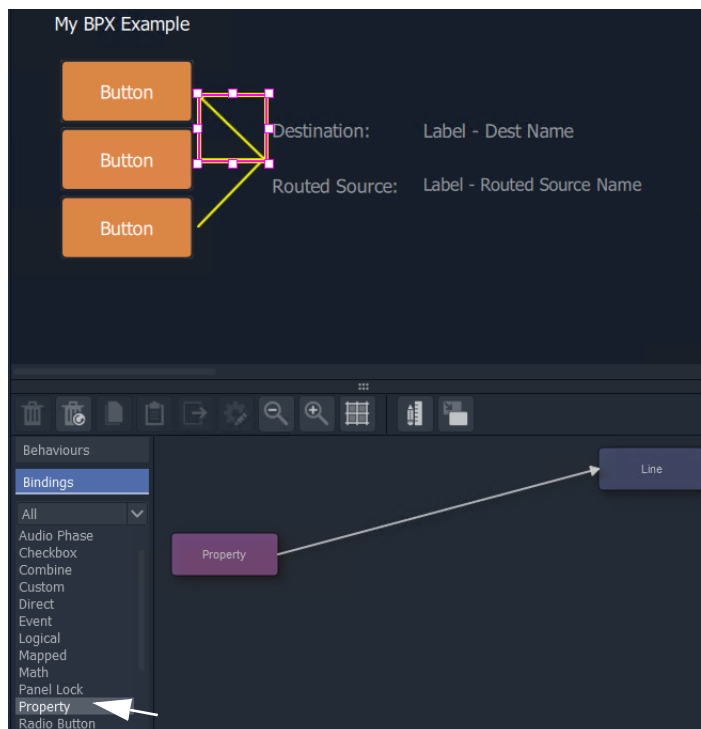 My BPX Example
Button
Button
Button
Destination: Label - Dest Name
Routed Source: Label - Routed Source Name
Behaviours
Bindings
All
Audio Phase
Checkbox
Combine
Custom
Direct
Event
Logical
Mapped
Math
Panel Lock
Property
Radio Button
Property
Line